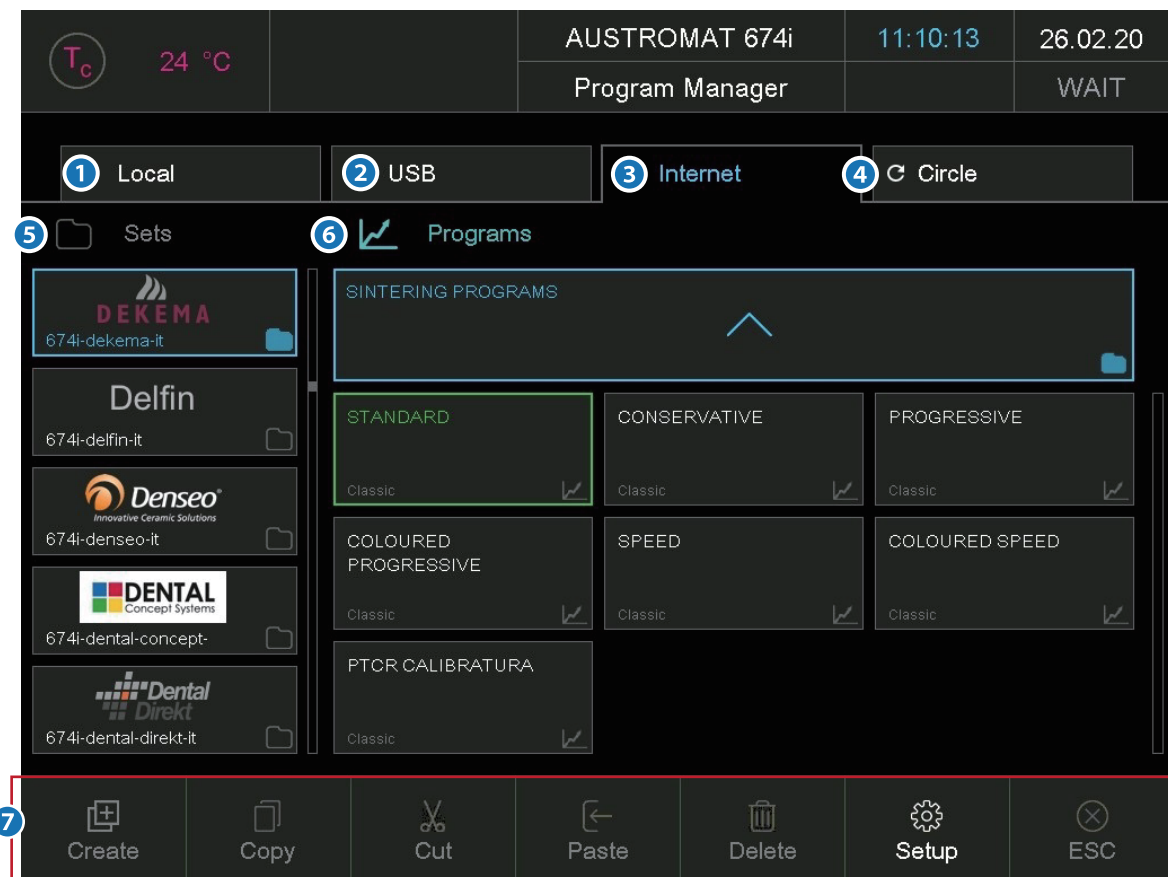 Tc
24 °C
AUSTROMAT 674i
11:10:13
26.02.20
Program Manager
WAIT
1 Local
2 USB
3 Internet
4 Circle
5 Sets
6 Programs
DEKEMA
674i-dekema-it
Delfin
674i-delfin-it
Denseo®
Innovative Ceramic Solutions
674i-denseo-it
DENTAL
Concept Systems
674i-dental-concept-
Dental
Direkt
674i-dental-direkt-it
SINTERING PROGRAMS
STANDARD
Classic
CONSERVATIVE
Classic
PROGRESSIVE
Classic
COLOURED
PROGRESSIVE
Classic
SPEED
Classic
COLOURED SPEED
Classic
PTCR CALIBRATURA
Classic
7
Create
Copy
Cut
Paste
Delete
Setup
ESC